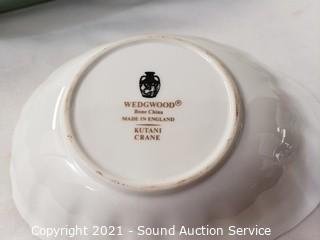 WEDGWOOD®
Bone China
MADE IN ENGLAND
KUTANI
CRANE
Copyright 2021 - Sound Auction Service